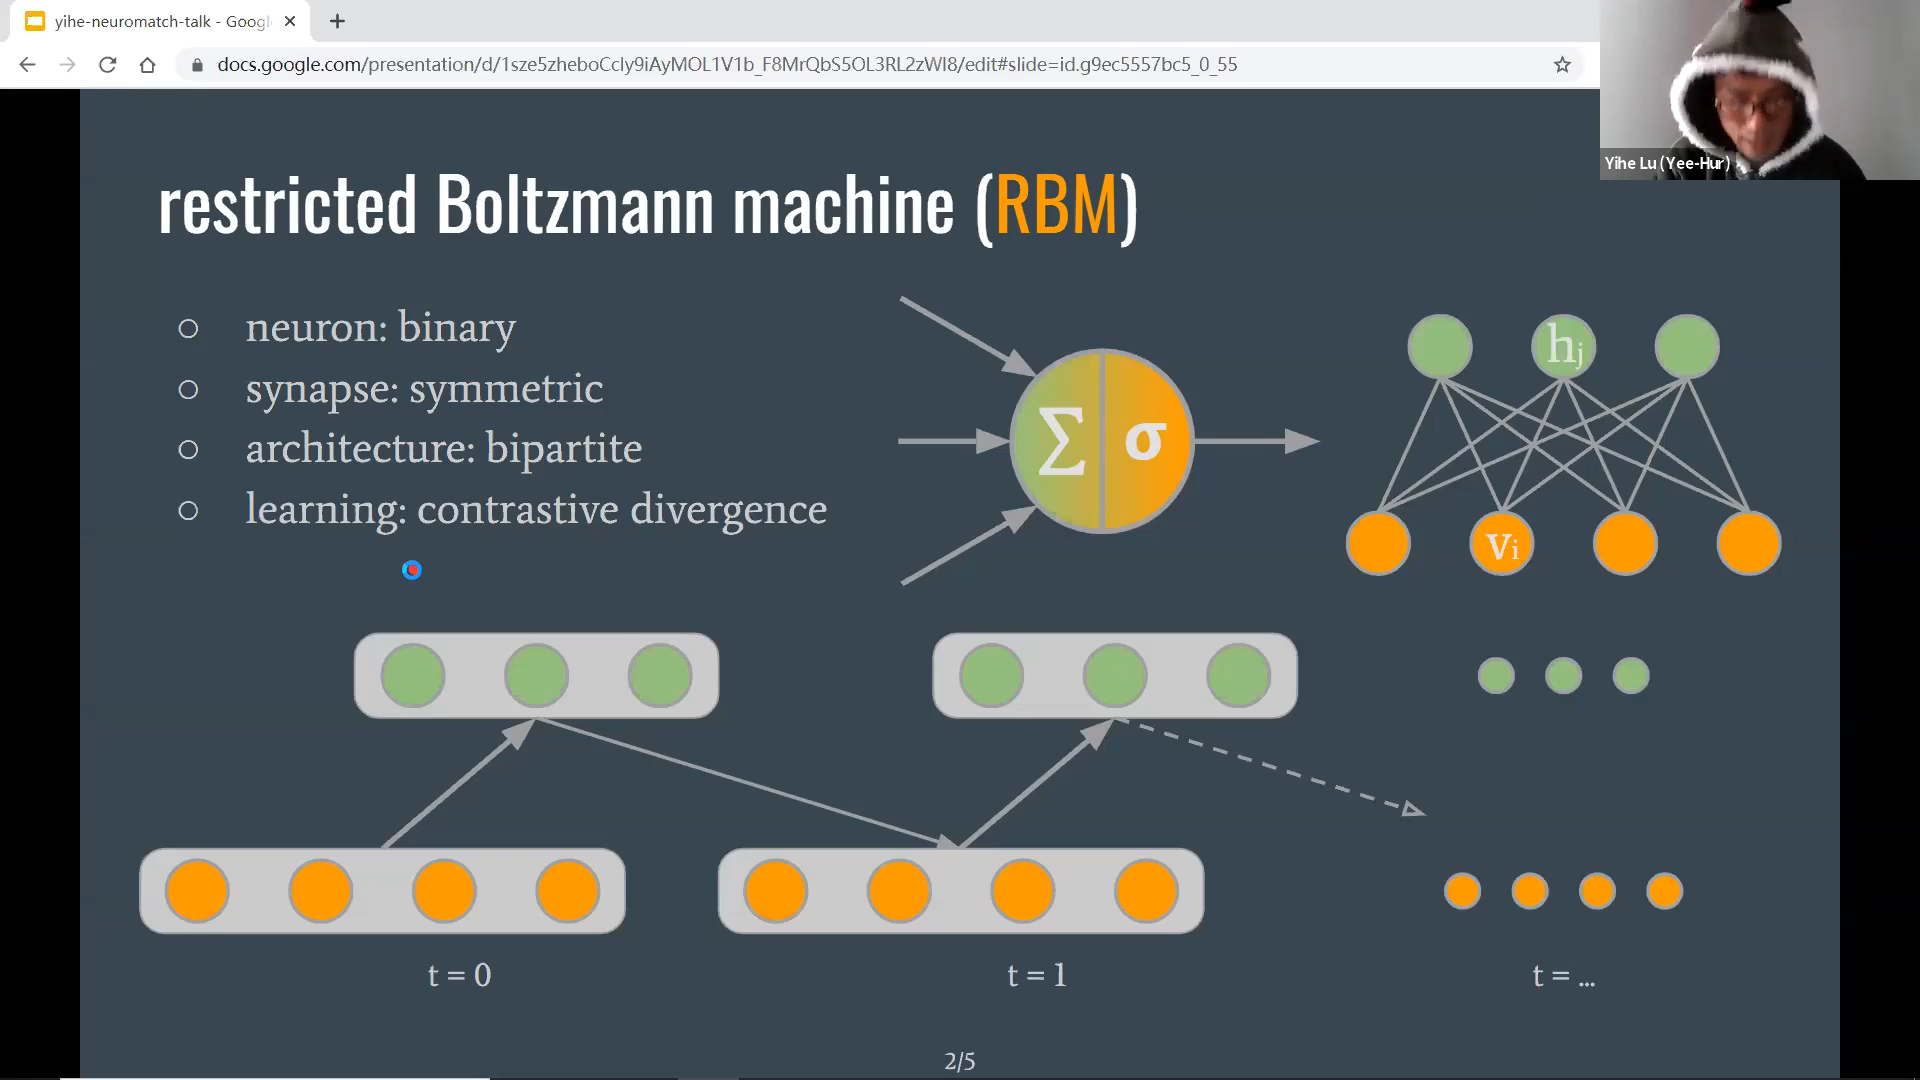 yihe-neuromatch-talk - Googl
docs.google.com/presentation/d/1sze5zheboCcly9iAyMOL1V1b_F8MrQbS5OL3RL2zWI8/edit#slide=id.g9ec5557bc5_0_55
Yihe Lu (Yee-Hur)
restricted Boltzmann machine (RBM)
○ neuron: binary
○ synapse: symmetric
○ architecture: bipartite
○ learning: contrastive divergence
Σ σ
hj
vi
t = 0
t = 1
t = ...
2/5